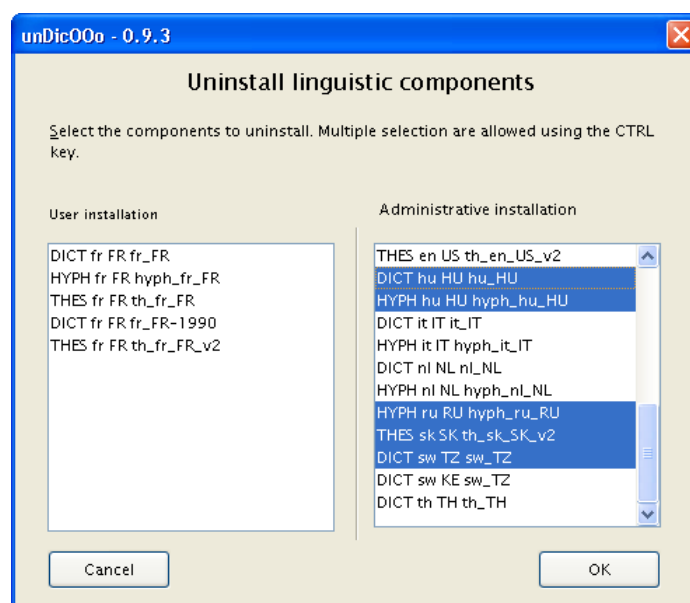 unDicOOo - 0.9.3
Uninstall linguistic components
Select the components to uninstall. Multiple selection are allowed using the CTRL
key.
User installation
DICT fr FR fr_FR
HYPH fr FR hyph_fr_FR
THES fr FR th_fr_FR
DICT fr FR fr_FR-1990
THES fr FR th_fr_FR_v2
Administrative installation
THES en US th_en_US_v2
DICT hu HU hu_HU
HYPH hu HU hyph_hu_HU
DICT it IT it_IT
HYPH it IT hyph_it_IT
DICT nl NL nl_NL
HYPH nl NL hyph_nl_NL
HYPH ru RU hyph_ru_RU
THES sk SK th_sk_SK_v2
DICT sw TZ sw_TZ
DICT sw KE sw_TZ
DICT th TH th_TH
Cancel
OK